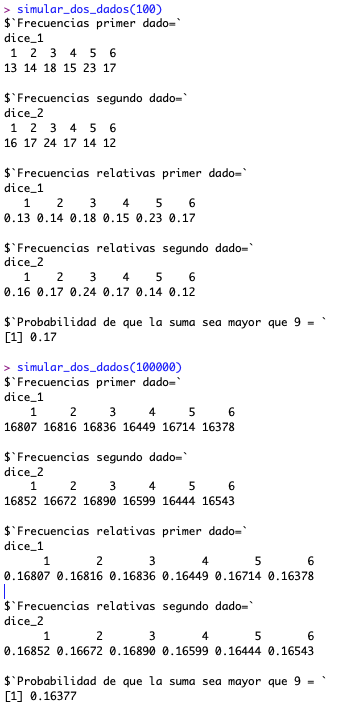 > simular_dos_dados(100)
$`Frecuencias primer dado=`
dice_1
1 2 3 4 5 6
13 14 18 15 23 17
$`Frecuencias segundo dado=`
dice_2
1 2 3 4 5 6
16 17 24 17 14 12
$`Frecuencias relativas primer dado=`
dice_1
1 2 3 4 5 6
0.13 0.14 0.18 0.15 0.23 0.17
$`Frecuencias relativas segundo dado=`
dice_2
1 2 3 4 5 6
0.16 0.17 0.24 0.17 0.14 0.12
$`Probabilidad de que la suma sea mayor que 9 = `
[1] 0.17
> simular_dos_dados(100000)
$`Frecuencias primer dado=`
dice_1
1 2 3 4 5 6
16807 16816 16836 16449 16714 16378
$`Frecuencias segundo dado=`
dice_2
1 2 3 4 5 6
16852 16672 16890 16599 16444 16543
$`Frecuencias relativas primer dado=`
dice_1
1 2 3 4 5 6
0.16807 0.16816 0.16836 0.16449 0.16714 0.16378
$`Frecuencias relativas segundo dado=`
dice_2
1 2 3 4 5 6
0.16852 0.16672 0.16890 0.16599 0.16444 0.16543
$`Probabilidad de que la suma sea mayor que 9 = `
[1] 0.16377